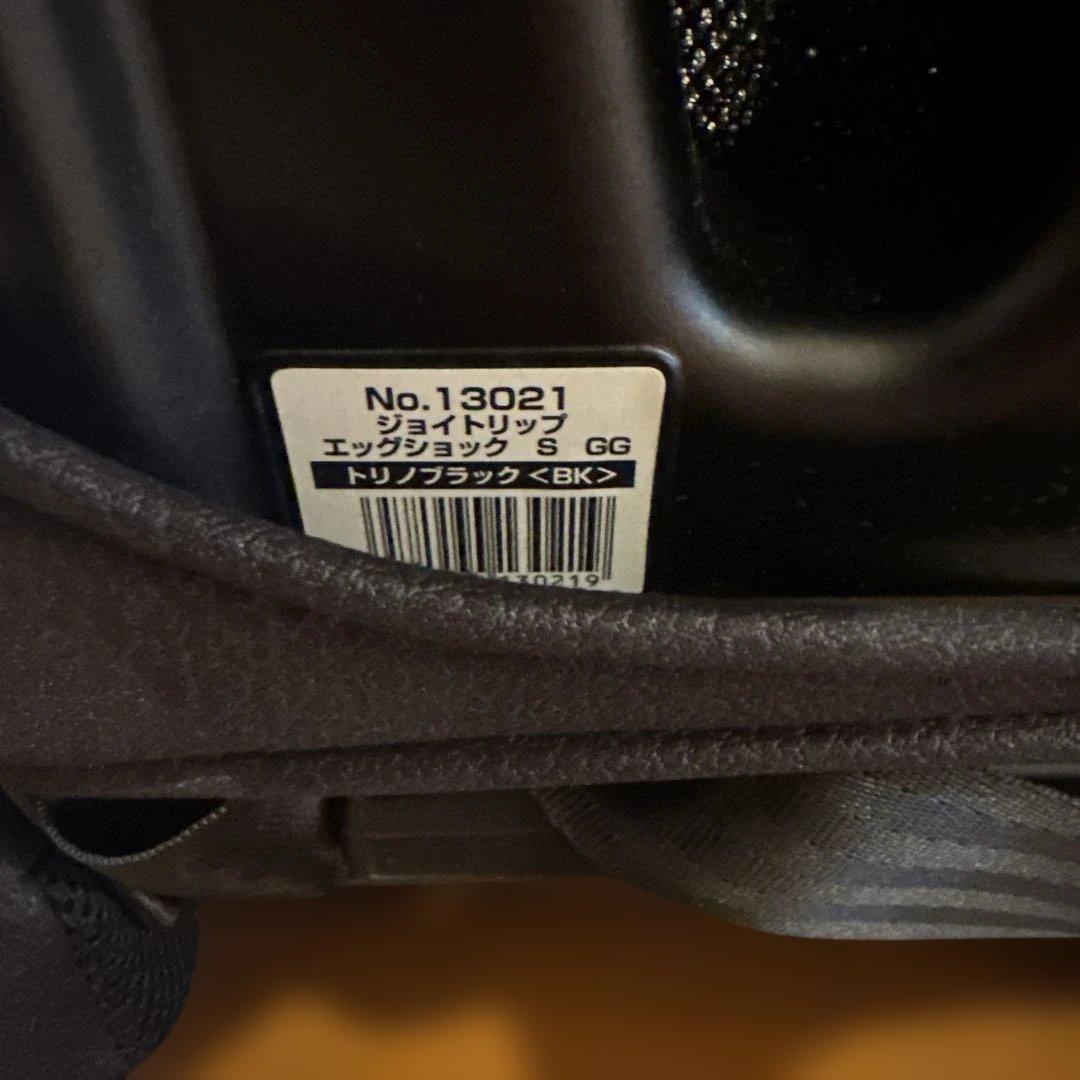 No.13021
ジョイトリップ
エッグショック S GG
トリノブラック<BK>
130219